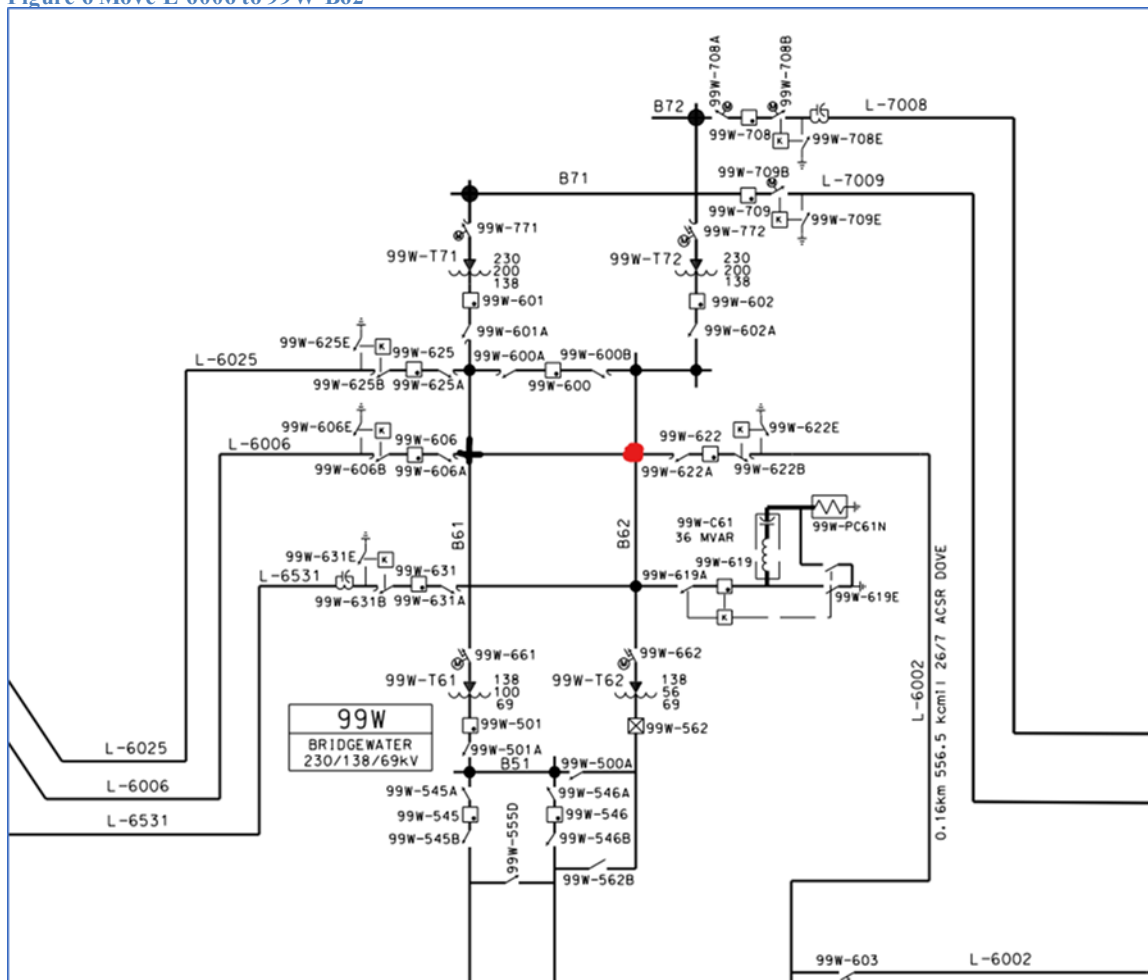 Figure 6 Move L-6006 to 99W-B62
99W-708A
99W-708B
B72
L-7008
99W-708
K
99W-708E
99W-709B
B71
L-7009
99W-709
K
99W-709E
99W-771
99W-772
99W-T71
230
200
138
99W-T72
230
200
138
99W-601
99W-602
99W-601A
99W-602A
99W-625E
K
99W-625
99W-600A
99W-600B
L-6025
99W-625B
99W-625A
99W-600
99W-606E
K
99W-606
99W-622
K
99W-622E
L-6006
99W-606B
99W-606A
99W-622A
99W-622B
99W-C61
36 MVAR
99W-PC61N
B61
B62
99W-631E
K
99W-631
99W-619
99W-619A
L-6531
99W-631B
99W-631A
99W-619E
K
0.16km 556.5 kcmil 26/7 ACSR DOVE
L-6002
99W-661
99W-662
99W-T61
138
100
69
99W-T62
138
56
69
99W
BRIDGEWATER
230/138/69kV
99W-501
99W-562
99W-501A
B51
99W-500A
L-6025
99W-545A
99W-546A
L-6006
99W-545
99W-546
L-6531
99W-545B
99W-555D
99W-546B
99W-562B
99W-603
L-6002